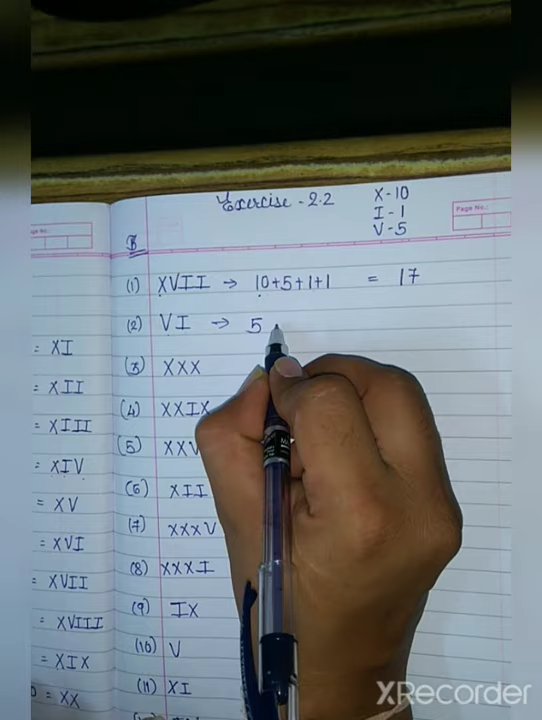 Exercise - 2.2
X - 10
I - 1
V - 5
Page No.:
B
(1) XVII → 10+5+1+1 = 17
(2) VI → 5
(3) XXX
(4) XXIX
(5) XXV
(6) XII
(7) XXXV
(8) XXXI
(9) IX
(10) V
(11) XI
= XI
= XII
= XIII
= XIV
= XV
= XVI
= XVII
= XVIII
= XIX
= XX
XRecorder